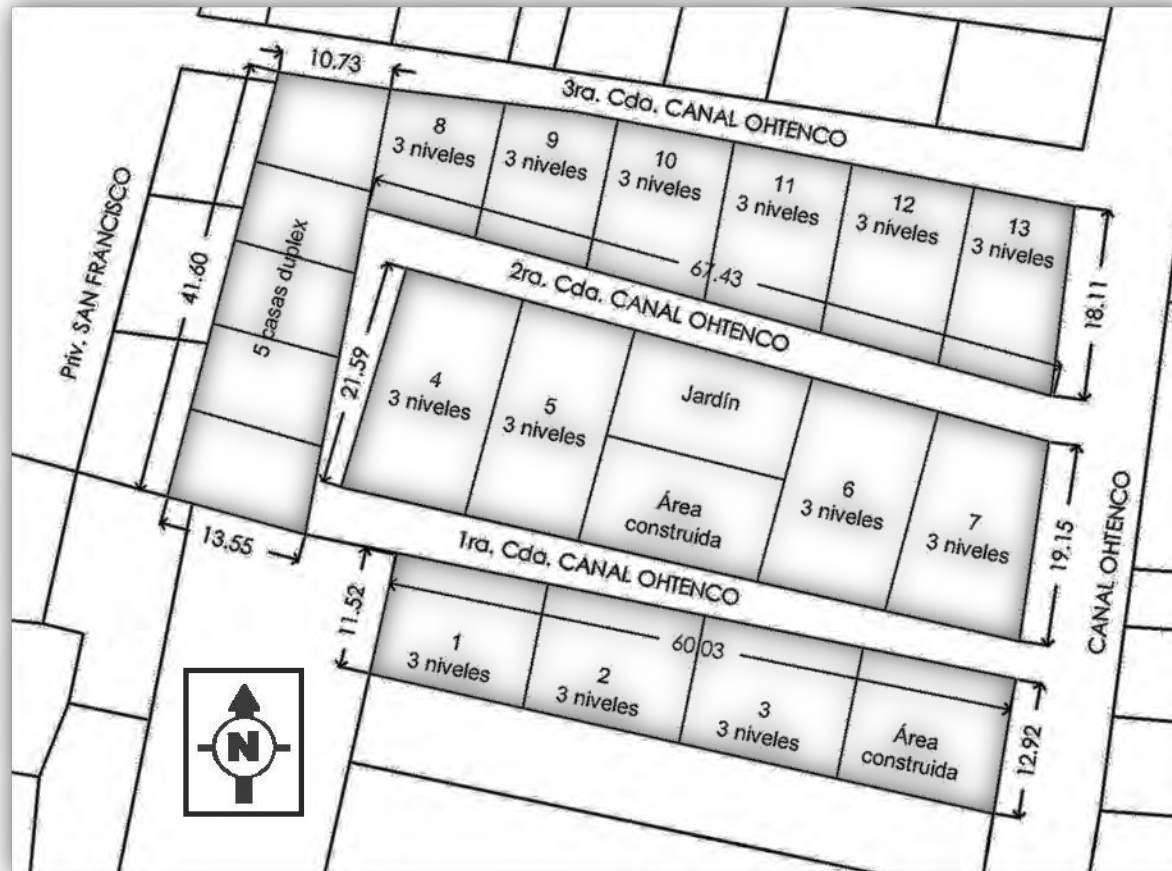 10.73
3ra. Cda. CANAL OHTENCO
8
3 niveles
9
3 niveles
10
3 niveles
11
3 niveles
12
3 niveles
13
3 niveles
Priv. SAN FRANCISCO
41.60
5 casas duplex
67.43
18.11
2ra. Cda. CANAL OHTENCO
21.59
4
3 niveles
5
3 niveles
Jardín
Área
construida
6
3 niveles
7
3 niveles
19.15
CANAL OHTENCO
13.55
1ra, Cda, CANAL OHTENCO
11.52
60.03
1
3 niveles
2
3 niveles
3
3 niveles
Área
construida
12.92
N